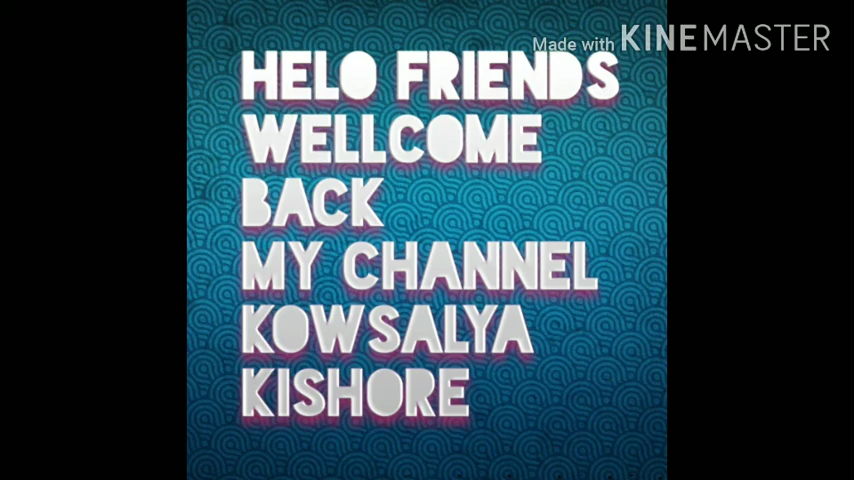 Made with KINEMASTER
HELO FRIENDS
WELLCOME
BACK
MY CHANNEL
KOWSALYA
KISHORE